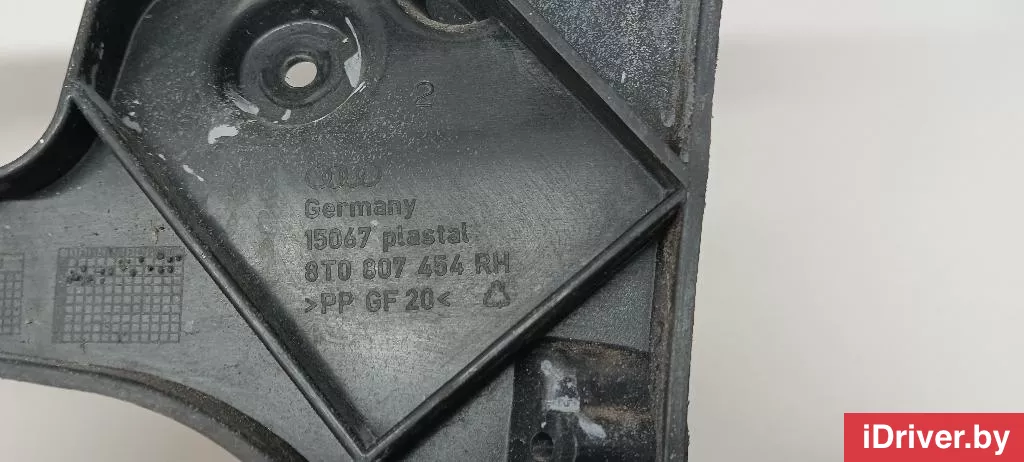 2
Germany
15067 plastal
8T0 807 454 RH
>PP GF 20<
iDriver.by